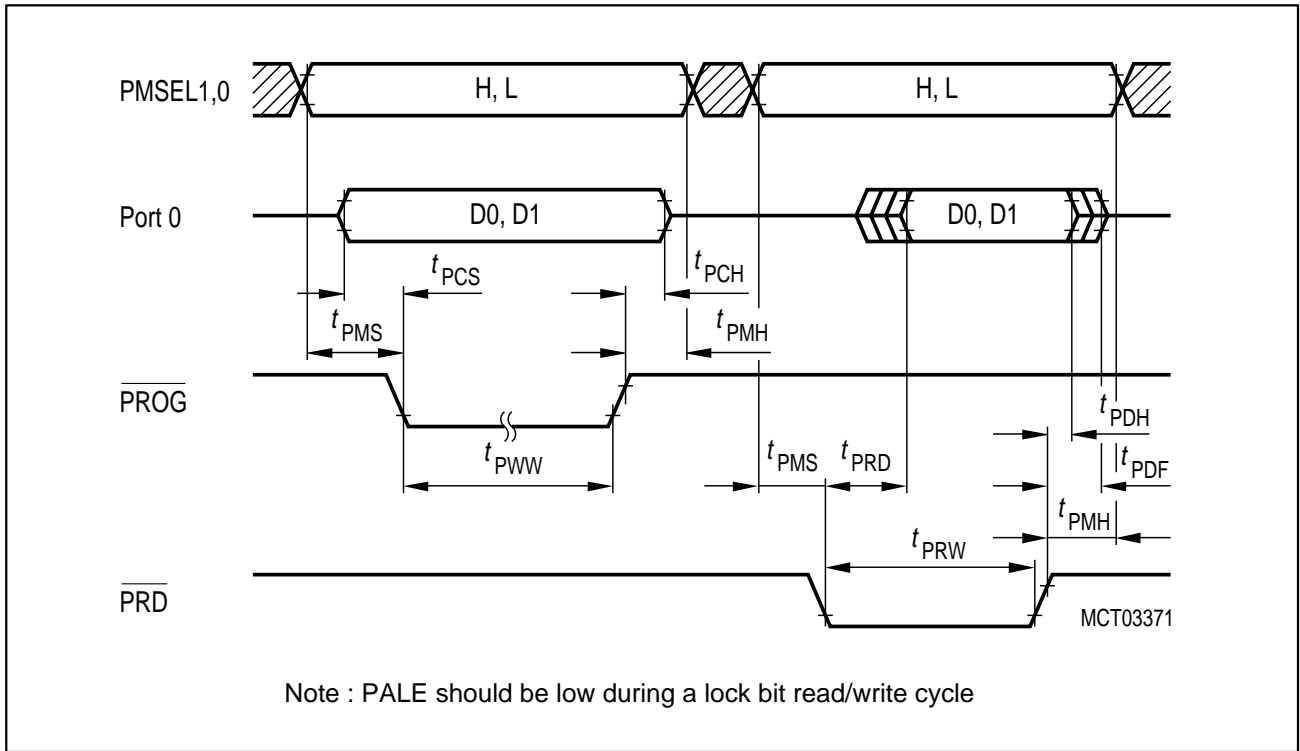 PMSEL1,0
H, L
H, L
Port 0
D0, D1
D0, D1
t PCS
t PCH
t PMS
t PMH
PROG
t PWW
t PMS
t PRD
t PDH
t PDF
t PMH
t PRW
PRD
MCT03371
Note : PALE should be low during a lock bit read/write cycle